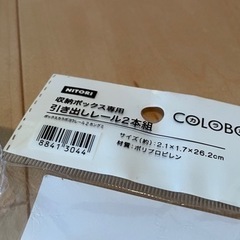 NITORI
収納ボックス専用
引き出しレール2本組
8841 3044
COLOBO
カラ
サイズ(約):2.1×1.7×26.2cm
材質:ポリプロピレン